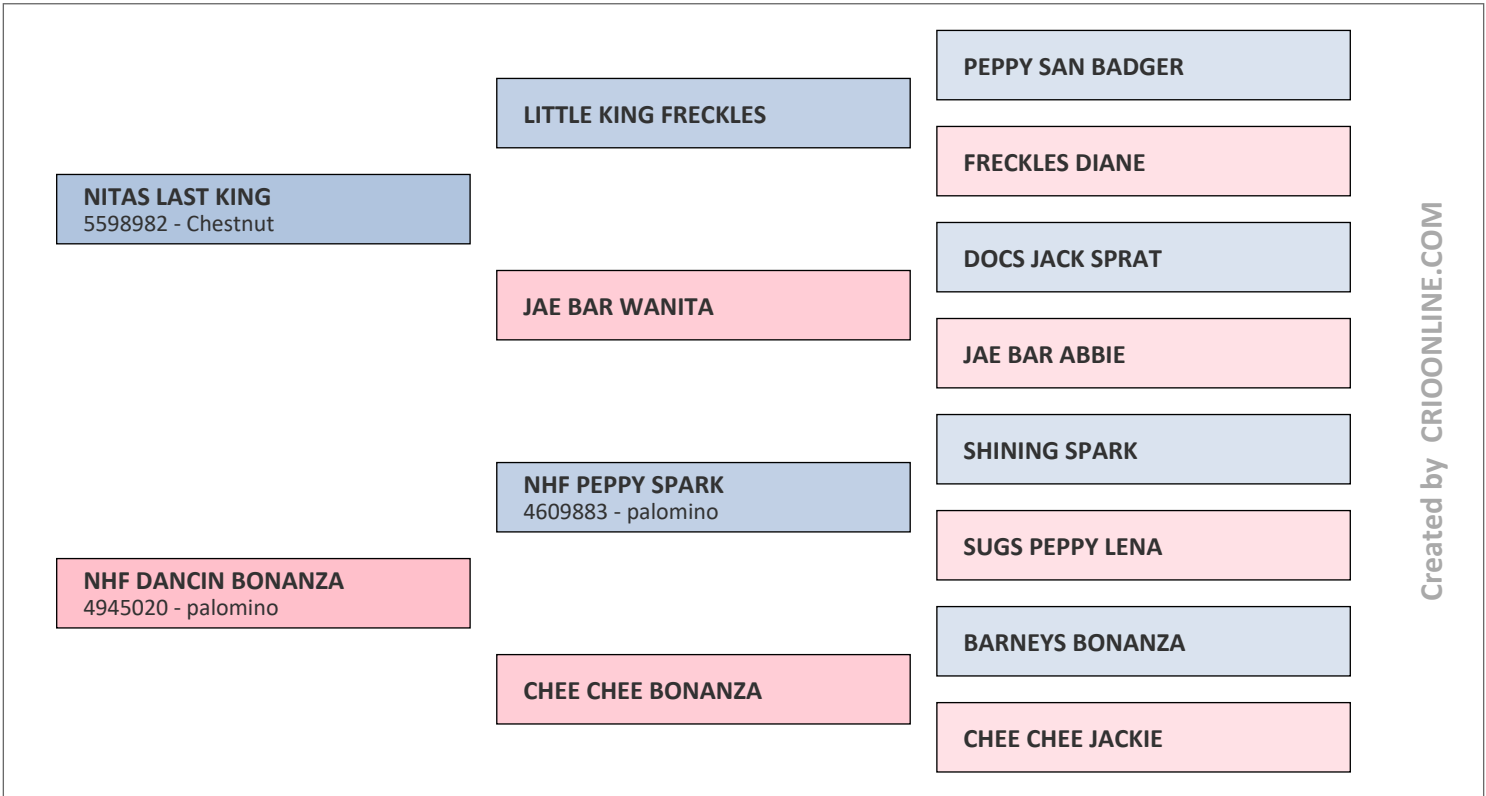 PEPPY SAN BADGER
LITTLE KING FRECKLES
FRECKLES DIANE
NITAS LAST KING
5598982 - Chestnut
DOCS JACK SPRAT
JAE BAR WANITA
JAE BAR ABBIE
SHINING SPARK
NHF PEPPY SPARK
4609883 - palomino
SUGS PEPPY LENA
NHF DANCIN BONANZA
4945020 - palomino
BARNEYS BONANZA
CHEE CHEE BONANZA
CHEE CHEE JACKIE
Created by CRIOONLINE.COM